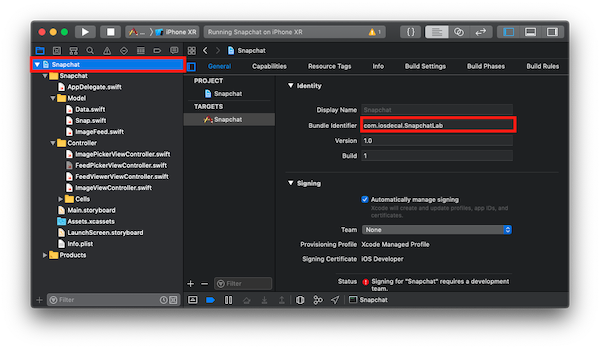 iPhone XR
Running Snapchat on iPhone XR
1
Snapchat
Snapchat
General
Capabilities
Resource Tags
Info
Build Settings
Build Phases
Build Rules
Snapchat
AppDelegate.swift
Model
Data.swift
Snap.swift
ImageFeed.swift
Controller
ImagePickerViewController.swift
FeedPickerViewController.swift
FeedViewerViewController.swift
ImageViewController.swift
Cells
Main.storyboard
Assets.xcassets
LaunchScreen.storyboard
Info.plist
Products
Filter
PROJECT
Snapchat
TARGETS
Snapchat
Filter
Identity
Display Name Snapchat
Bundle Identifier com.iosdecal.SnapchatLab
Version 1.0
Build 1
Signing
Automatically manage signing
Xcode will create and update profiles, app IDs, and
certificates.
Team None
Provisioning Profile Xcode Managed Profile
Signing Certificate iOS Developer
Status Signing for "Snapchat" requires a development
team.
Snapchat